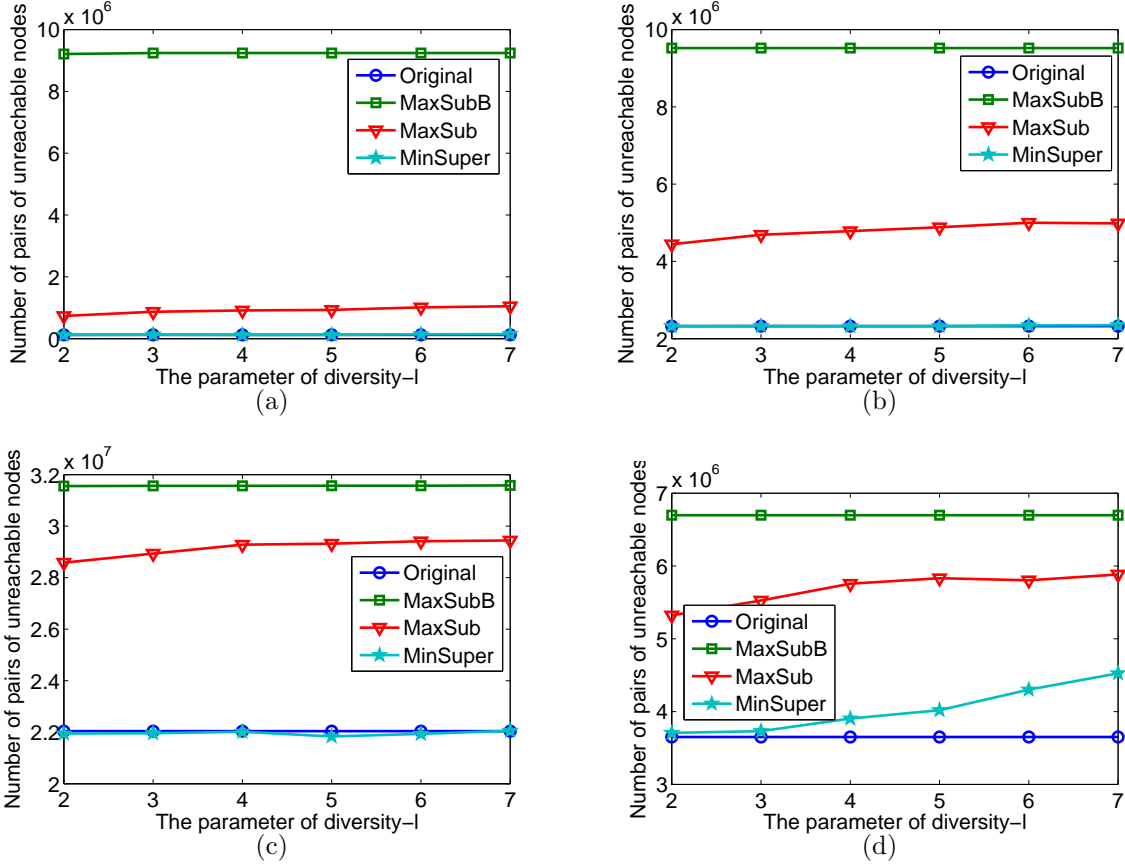 x 10^6
10
8
6
4
2
0
Number of pairs of unreachable nodes
Original
MaxSubB
MaxSub
MinSuper
2 3 4 5 6 7
The parameter of diversity−l
(a)
x 10^6
10
8
6
4
2
Number of pairs of unreachable nodes
Original
MaxSubB
MaxSub
MinSuper
2 3 4 5 6 7
The parameter of diversity−l
(b)
x 10^7
3.2
3
2.8
2.6
2.4
2.2
2
Number of pairs of unreachable nodes
Original
MaxSubB
MaxSub
MinSuper
2 3 4 5 6 7
The parameter of diversity−l
(c)
x 10^6
7
6
5
4
3
Number of pairs of unreachable nodes
Original
MaxSubB
MaxSub
MinSuper
2 3 4 5 6 7
The parameter of diversity−l
(d)